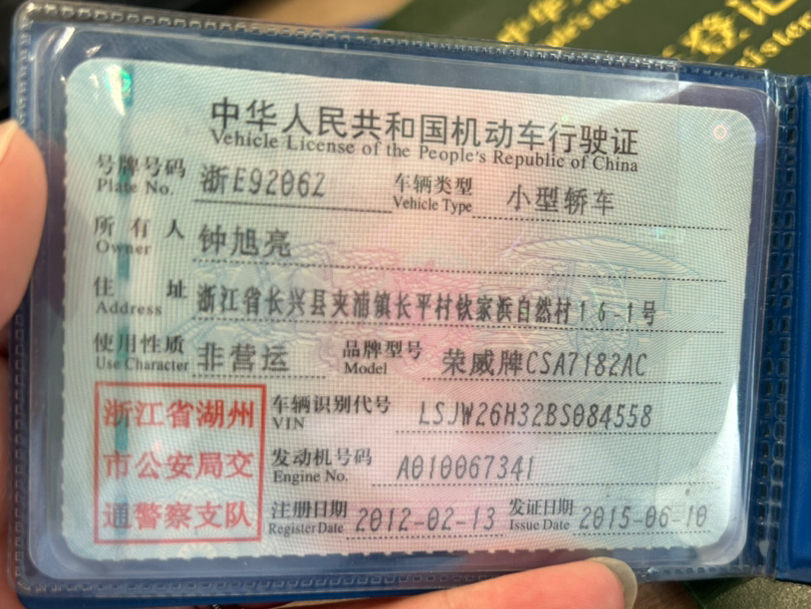 中华人民共和国机动车行驶证
Vehicle License of the People's Republic of China
号牌号码 浙E9206Z 车辆类型 小型轿车
Plate No. Vehicle Type
所有人 钟旭亮
Owner
住址 浙江省长兴县夹浦镇长平村钦家浜自然村16-1号
Address
使用性质 非营运 品牌型号 荣威牌CSA7182AC
Use Character Model
浙江省湖州
市公安局交
通警察支队
车辆识别代号 LSJW26H32BS084558
VIN
发动机号码 A010067341
Engine No.
注册日期 2012-02-13 发证日期 2015-06-10
Register Date Issue Date